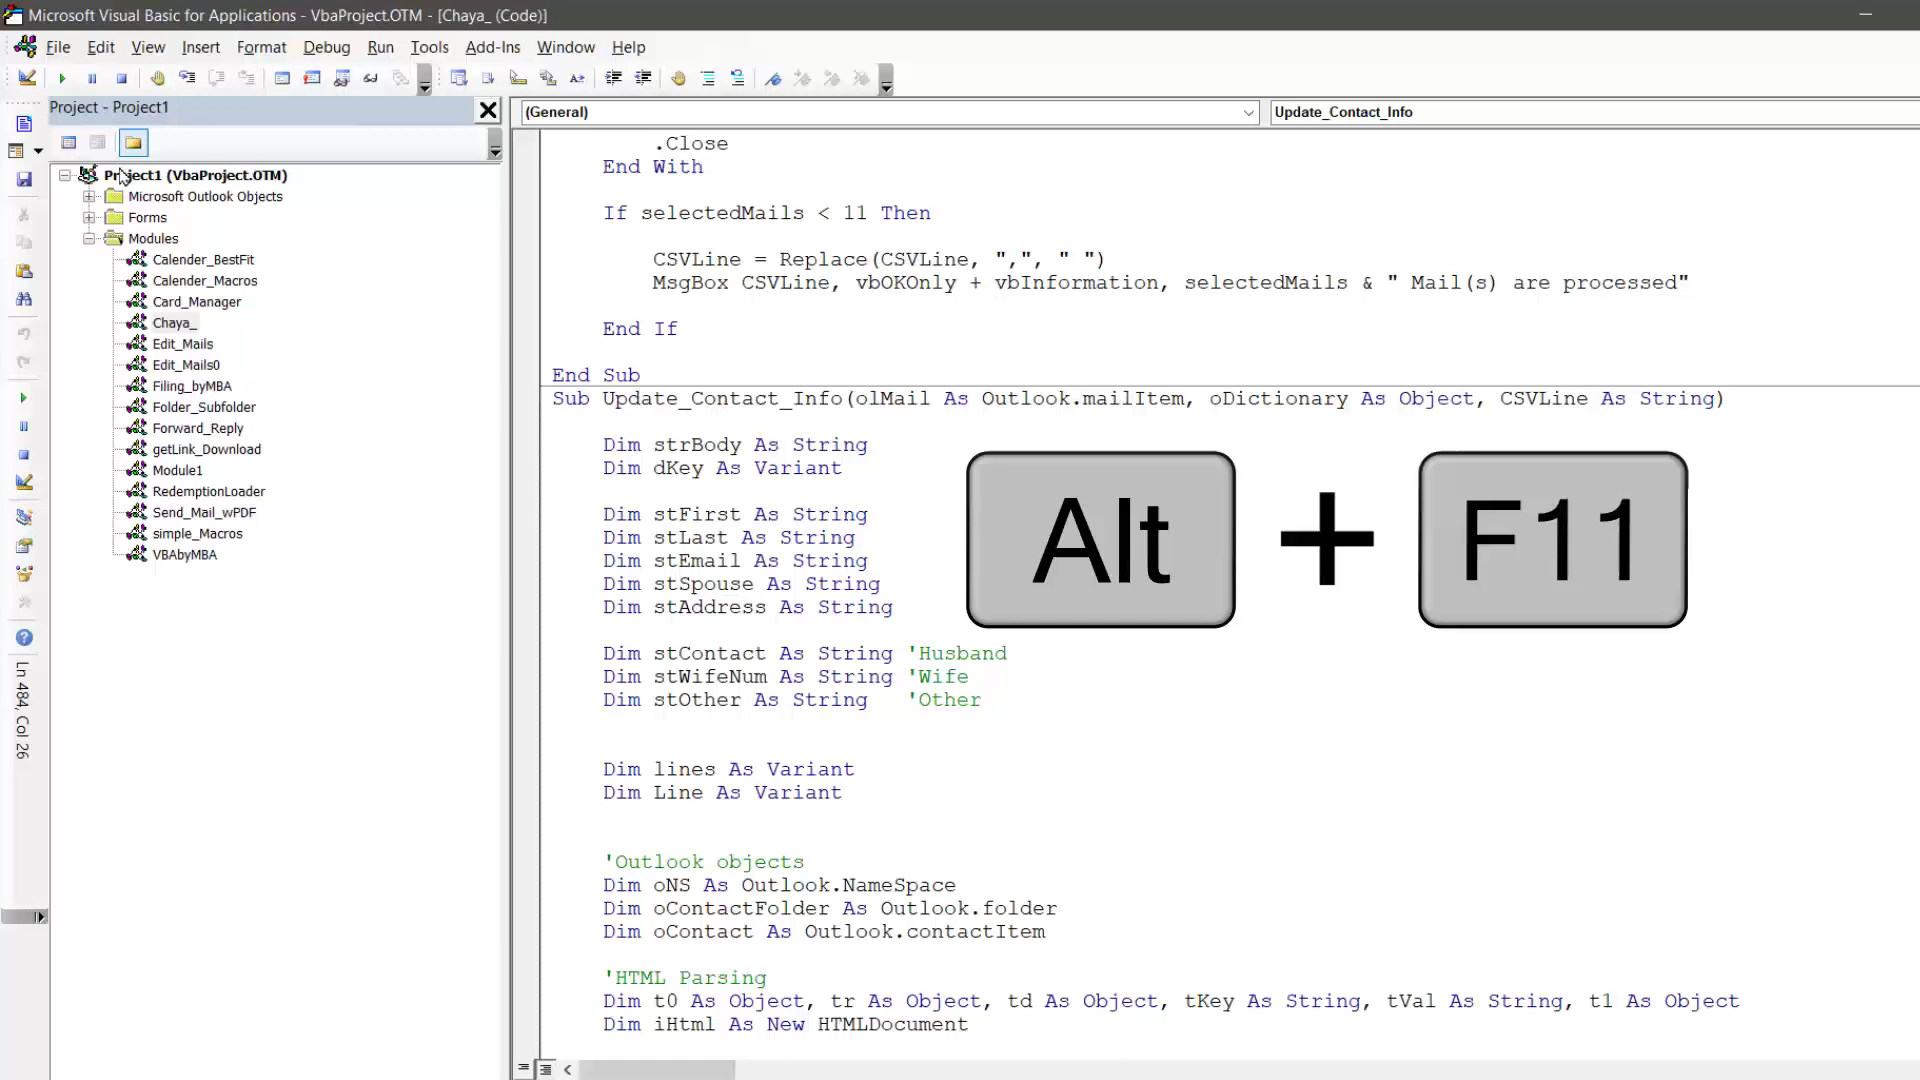 Microsoft Visual Basic for Applications - VbaProject.OTM - [Chaya_ (Code)]
File Edit View Insert Format Debug Run Tools Add-Ins Window Help
Project - Project1
(General)
Update_Contact_Info
Project1 (VbaProject.OTM)
Microsoft Outlook Objects
Forms
Modules
Calender_BestFit
Calender_Macros
Card_Manager
Chaya_
Edit_Mails
Edit_Mails0
Filing_byMBA
Folder_Subfolder
Forward_Reply
getLink_Download
Module1
RedemptionLoader
Send_Mail_wPDF
simple_Macros
VBAbyMBA
Ln 484, Col 26
.Close
End With
If selectedMails < 11 Then
CSVLine = Replace(CSVLine, ",", " ")
MsgBox CSVLine, vbOKOnly + vbInformation, selectedMails & " Mail(s) are processed"
End If
End Sub
Sub Update_Contact_Info(olMail As Outlook.mailItem, oDictionary As Object, CSVLine As String)
Dim strBody As String
Dim dKey As Variant
Dim stFirst As String
Dim stLast As String
Dim stEmail As String
Dim stSpouse As String
Dim stAddress As String
Alt + F11
Dim stContact As String 'Husband
Dim stWifeNum As String 'Wife
Dim stOther As String 'Other
Dim lines As Variant
Dim Line As Variant
'Outlook objects
Dim oNS As Outlook.NameSpace
Dim oContactFolder As Outlook.folder
Dim oContact As Outlook.contactItem
'HTML Parsing
Dim t0 As Object, tr As Object, td As Object, tKey As String, tVal As String, t1 As Object
Dim iHtml As New HTMLDocument